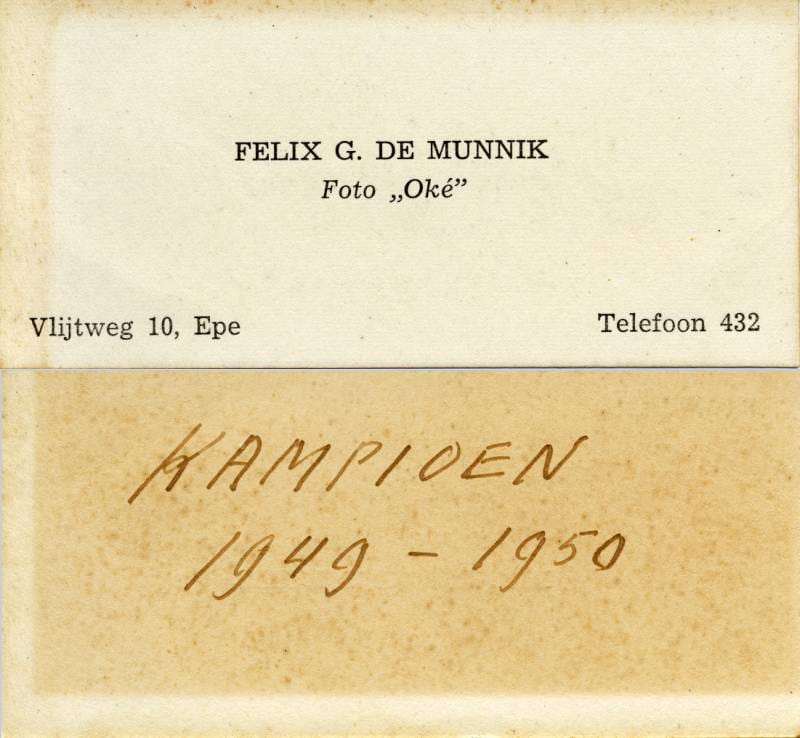 FELIX G. DE MUNNIK
Foto „Oké”
Vlijtweg 10, Epe
Telefoon 432
KAMPIOEN
1949 - 1950